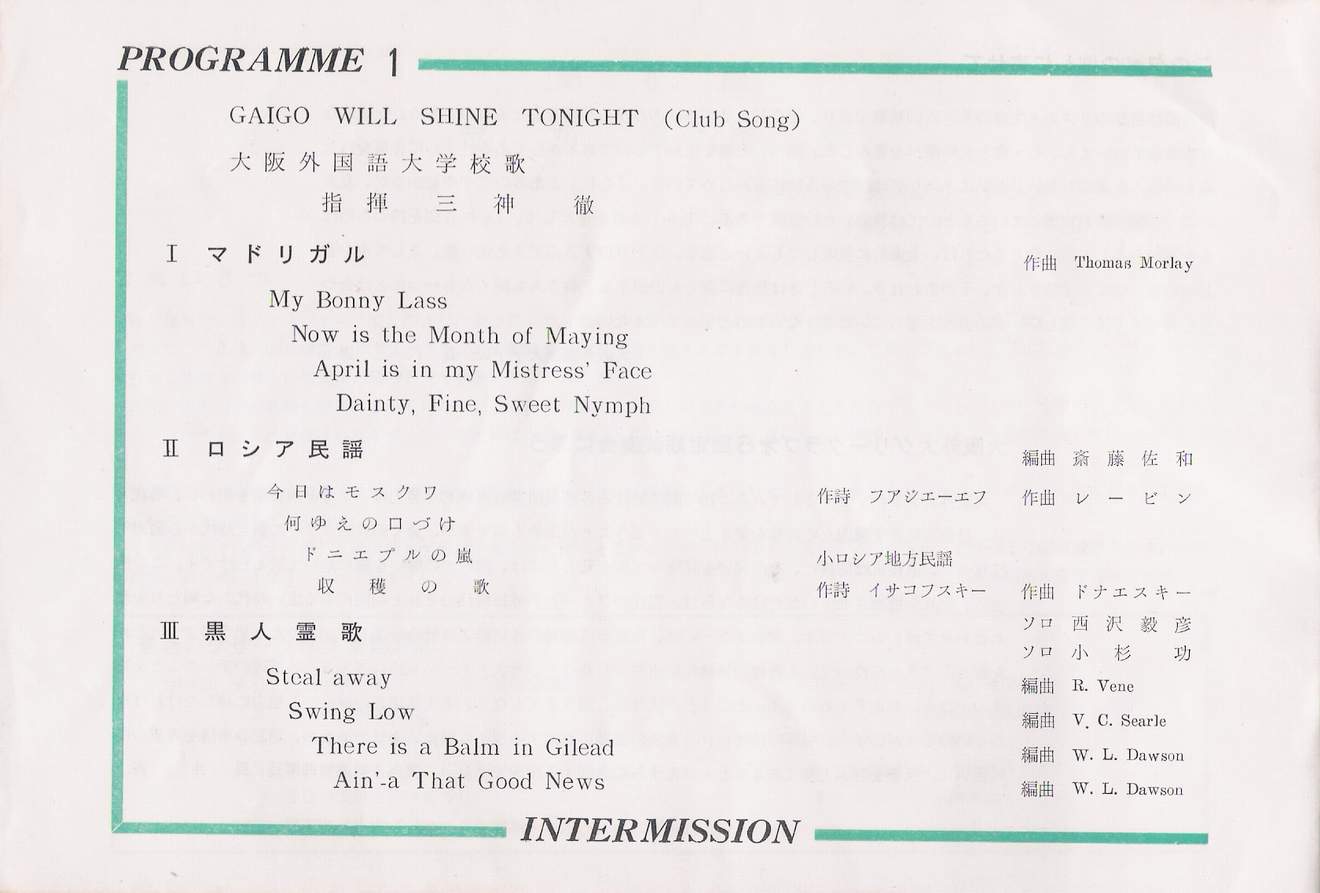 PROGRAMME 1
GAIGO WILL SHINE TONIGHT (Club Song)
大阪外国語大学校歌
指揮 三神 徹
Ⅰ マドリガル 作曲 Thomas Morlay
My Bonny Lass
Now is the Month of Maying
April is in my Mistress' Face
Dainty, Fine, Sweet Nymph
Ⅱ ロシア民謡 編曲 斎藤佐和
今日はモスクワ 作詩 フアジエーエフ 作曲 レービン
何ゆえの口づけ
ドニエプルの嵐 小ロシア地方民謡
収穫の歌 作詩 イサコフスキー 作曲 ドナエスキー
Ⅲ 黒人霊歌 ソロ 西沢毅彦
ソロ 小杉 功
Steal away 編曲 R. Vene
Swing Low 編曲 V. C. Searle
There is a Balm in Gilead 編曲 W. L. Dawson
Ain'-a That Good News 編曲 W. L. Dawson
INTERMISSION